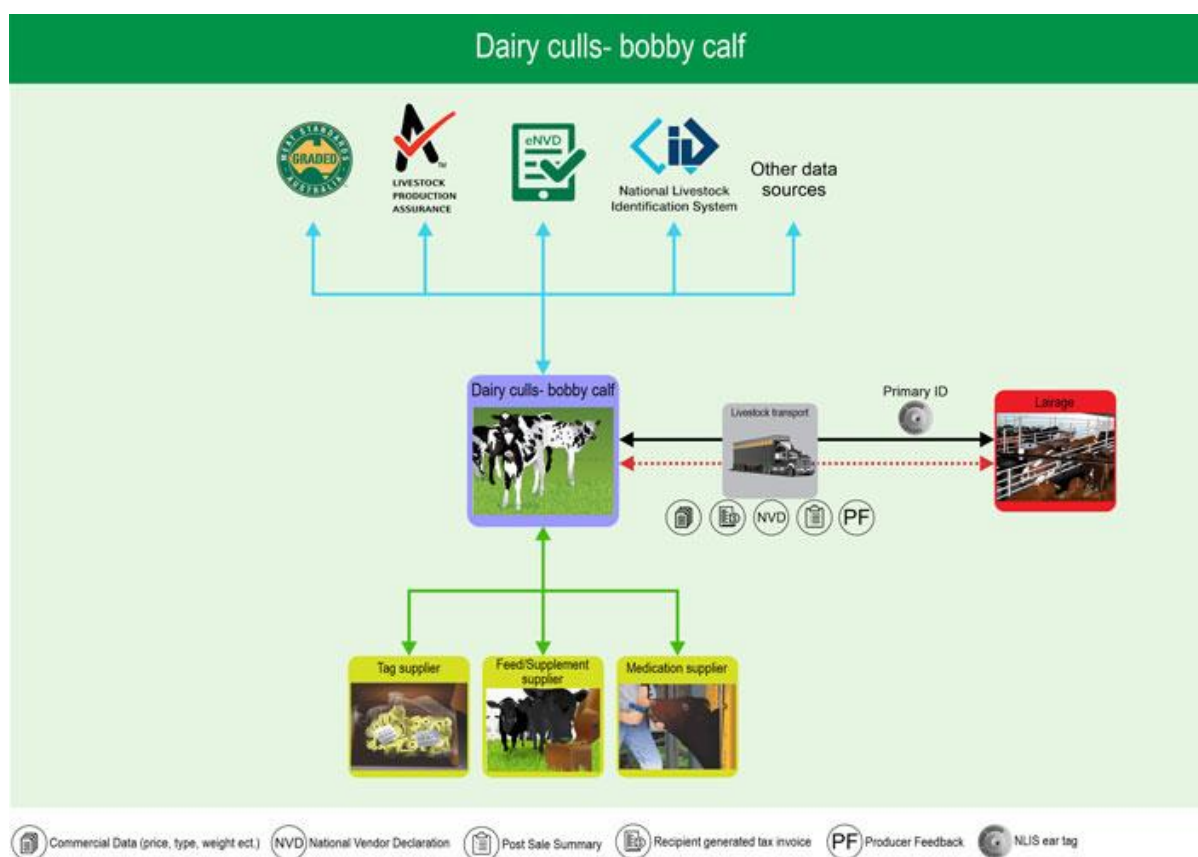 Dairy culls- bobby calf
MEAT STANDARDS
GRADED
AUSTRALIA
TM
LIVESTOCK
PRODUCTION
ASSURANCE
eNVD
iD
National Livestock
Identification System
Other data
sources
Dairy culls- bobby calf
Livestock transport
Primary ID
Lairage
NVD
PF
Tag supplier
Feed/Supplement
supplier
Medication supplier
Commercial Data (price, type, weight ect.)
NVD National Vendor Declaration
Post Sale Summary
Recipient generated tax invoice
PF Producer Feedback
NLIS ear tag